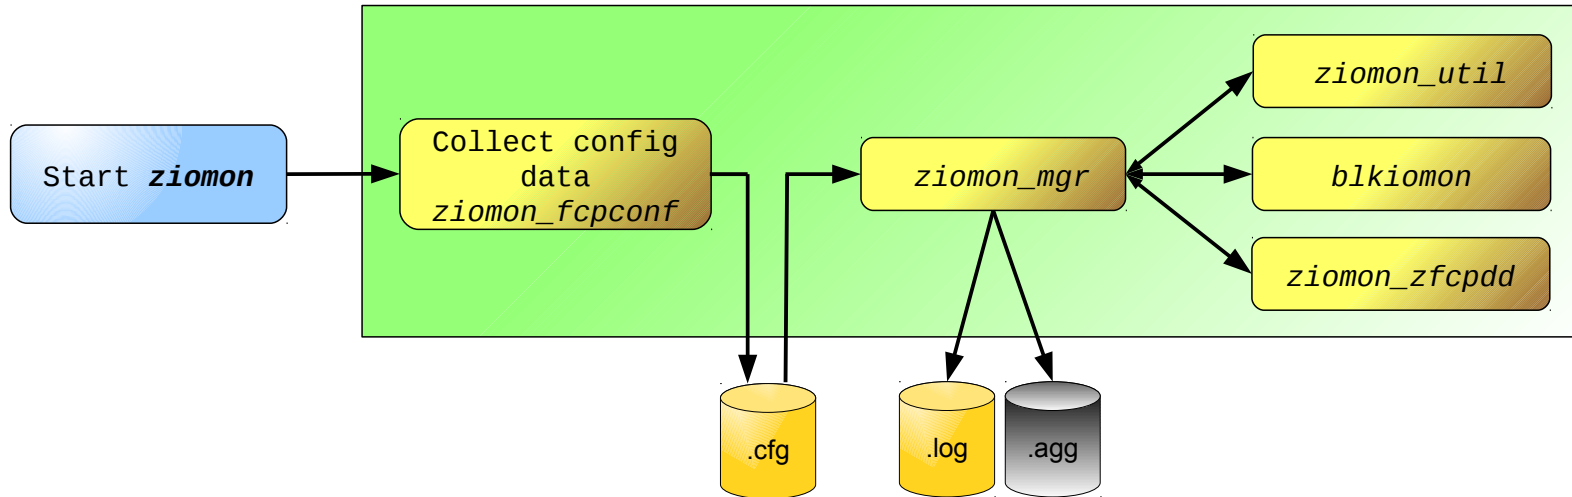 Start ziomon
Collect config
data
ziomon_fcpconf
ziomon_mgr
ziomon_util
blkiomon
ziomon_zfcpdd
.cfg
.log
.agg